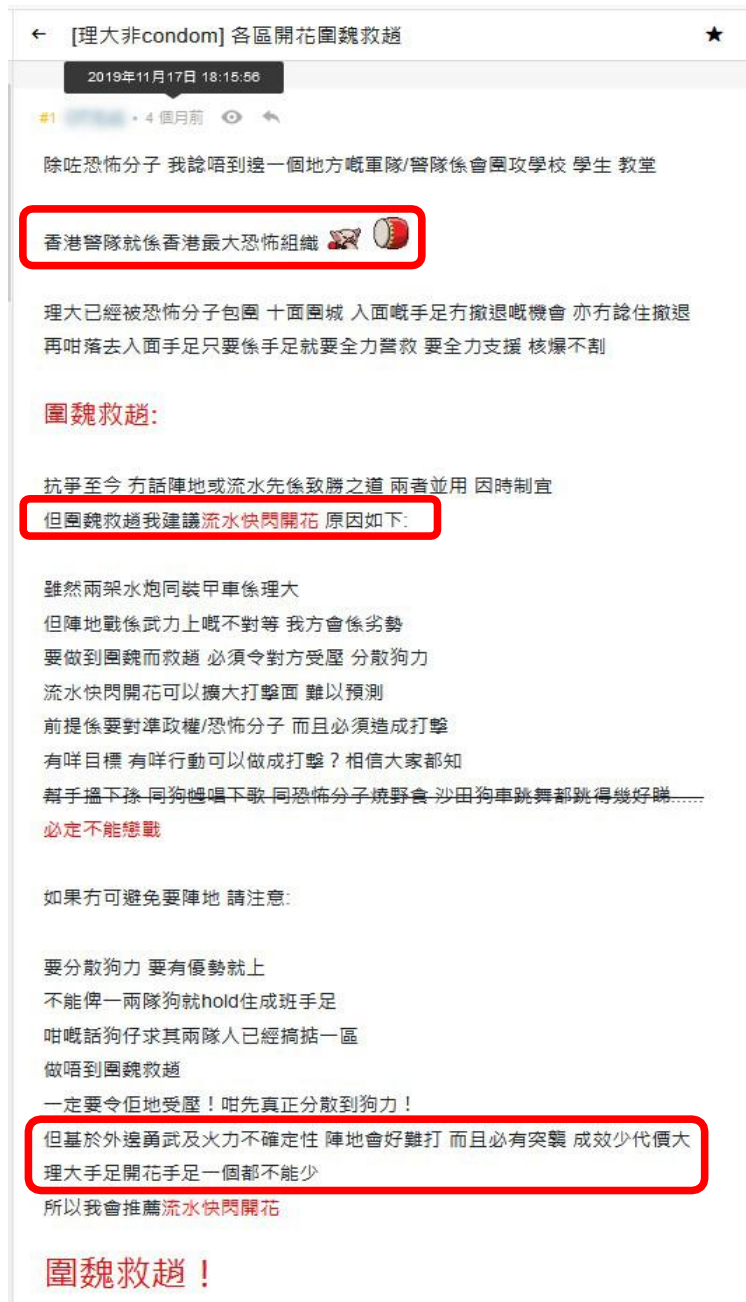 ← [理大非condom] 各區開花圍魏救趙 ★
2019年11月17日 18:15:56
#1 • 4 個月前
除咗恐怖分子 我諗唔到邊一個地方嘅軍隊/警隊係會圍攻學校 學生 教堂
香港警隊就係香港最大恐怖組織
理大已經被恐怖分子包圍 十面圍城 入面嘅手足冇撤退嘅機會 亦冇諗住撤退
再咁落去入面手足只要係手足就要全力營救 要全力支援 核爆不割
圍魏救趙:
抗爭至今 冇話陣地或流水先係致勝之道 兩者並用 因時制宜
但圍魏救趙我建議流水快閃開花 原因如下:
雖然兩架水炮同裝甲車係理大
但陣地戰係武力上嘅不對等 我方會係劣勢
要做到圍魏而救趙 必須令對方受壓 分散狗力
流水快閃開花可以擴大打擊面 難以預測
前提係要對準政權/恐怖分子 而且必須造成打擊
有咩目標 有咩行動可以做成打擊？相信大家都知
幫手搵下孫 同狗乸唱下歌 同恐怖分子燒野食 沙田狗車跳舞都跳得幾好睇......
必定不能戀戰
如果冇可避免要陣地 請注意:
要分散狗力 要有優勢就上
不能俾一兩隊狗就hold住成班手足
咁嘅話狗仔求其兩隊人已經搞掂一區
做唔到圍魏救趙
一定要令佢地受壓！咁先真正分散到狗力！
但基於外邊勇武及火力不確定性 陣地會好難打 而且必有突襲 成效少代價大
理大手足開花手足一個都不能少
所以我會推薦流水快閃開花
圍魏救趙！